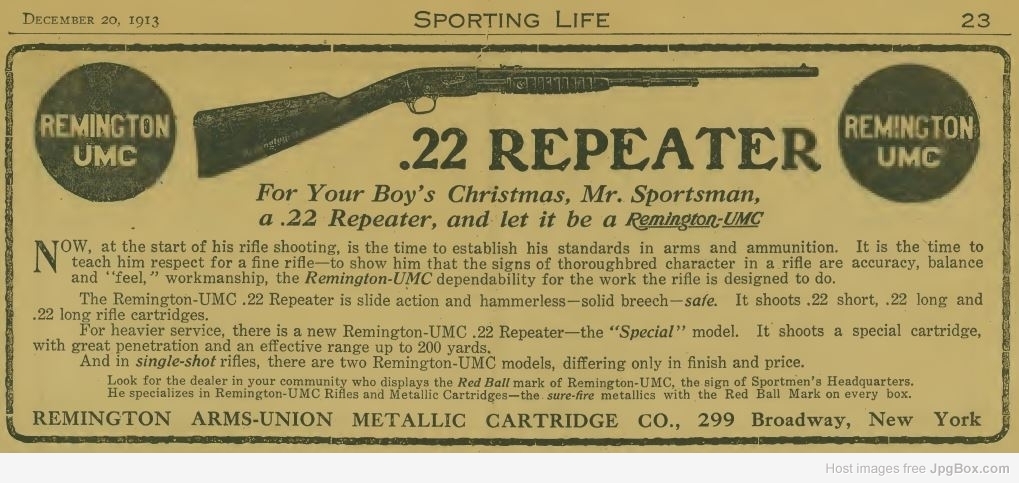 DECEMBER 20, 1913
SPORTING LIFE
23
REMINGTON
UMC
REMINGTON
UMC
.22 REPEATER
For Your Boy's Christmas, Mr. Sportsman,
a .22 Repeater, and let it be a Remington-UMC
NOW, at the start of his rifle shooting, is the time to establish his standards in arms and ammunition. It is the time to
teach him respect for a fine rifle—to show him that the signs of thoroughbred character in a rifle are accuracy, balance
and "feel," workmanship, the Remington-UMC dependability for the work the rifle is designed to do.
The Remington-UMC .22 Repeater is slide action and hammerless—solid breech—safe. It shoots .22 short, .22 long and
.22 long rifle cartridges.
For heavier service, there is a new Remington-UMC .22 Repeater—the "Special" model. It shoots a special cartridge,
with great penetration and an effective range up to 200 yards.
And in single-shot rifles, there are two Remington-UMC models, differing only in finish and price.
Look for the dealer in your community who displays the Red Ball mark of Remington-UMC, the sign of Sportmen's Headquarters.
He specializes in Remington-UMC Rifles and Metallic Cartridges—the sure-fire metallics with the Red Ball Mark on every box.
REMINGTON ARMS-UNION METALLIC CARTRIDGE CO., 299 Broadway, New York
Host images free JpgBox.com